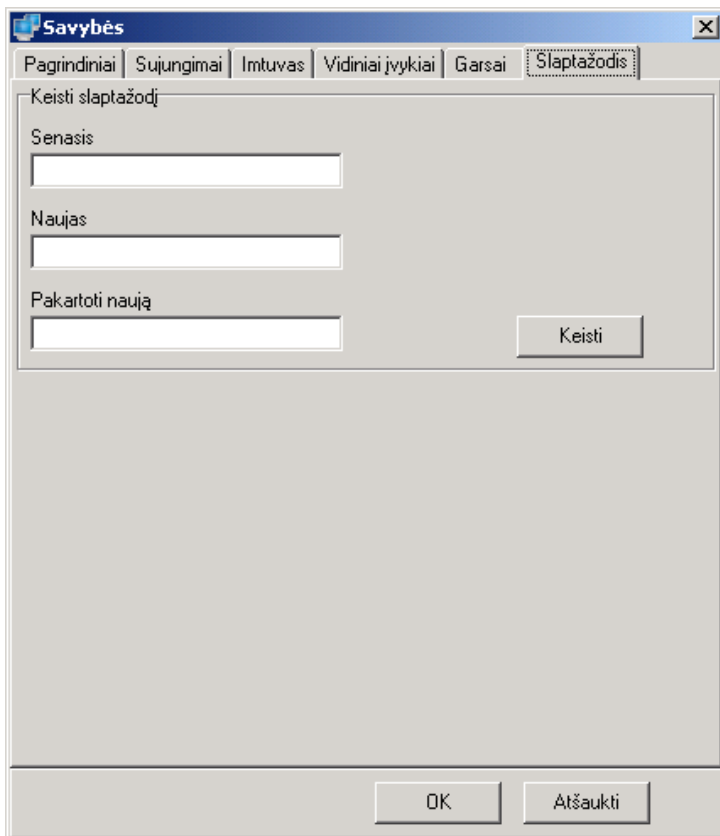 Savybės
Pagrindiniai Sujungimai Imtuvas Vidiniai įvykiai Garsai Slaptažodis
Keisti slaptažodį
Senasis
Naujas
Pakartoti naują
Keisti
OK Atšaukti